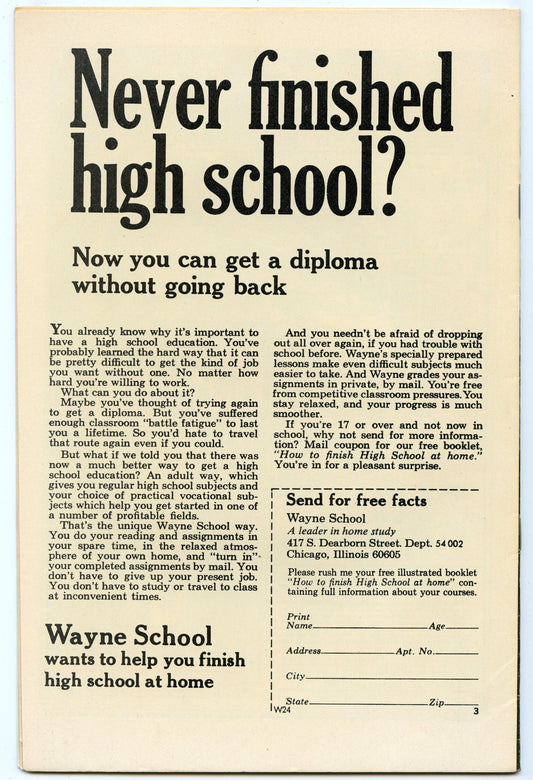 Never finished
high school?
Now you can get a diploma
without going back
You already know why it's important to
have a high school education. You've
probably learned the hard way that it can
be pretty difficult to get the kind of job
you want without one. No matter how
hard you're willing to work.
What can you do about it?
Maybe you've thought of trying again
to get a diploma. But you've suffered
enough classroom "battle fatigue" to last
you a lifetime. So you'd hate to travel
that route again even if you could.
But what if we told you that there was
now a much better way to get a high
school education? An adult way, which
gives you regular high school subjects and
your choice of practical vocational sub-
jects which help you get started in one of
a number of profitable fields.
That's the unique Wayne School way.
You do your reading and assignments in
your spare time, in the relaxed atmos-
phere of your own home, and "turn in"
your completed assignments by mail. You
don't have to give up your present job.
You don't have to study or travel to class
at inconvenient times.
Wayne School
wants to help you finish
high school at home
And you needn't be afraid of dropping
out all over again, if you had trouble with
school before. Wayne's specially prepared
lessons make even difficult subjects much
easier to take. And Wayne grades your as-
signments in private, by mail. You're free
from competitive classroom pressures. You
stay relaxed, and your progress is much
smoother.
If you're 17 or over and not now in
school, why not send for more informa-
tion? Mail coupon for our free booklet,
"How to finish High School at home."
You're in for a pleasant surprise.
Send for free facts
Wayne School
A leader in home study
417 S. Dearborn Street. Dept. 54 002
Chicago, Illinois 60605
Please rush me your free illustrated booklet
"How to finish High School at home" con-
taining full information about your courses.
Print
Name Age
Address Apt. No.
City
State Zip
W24 3